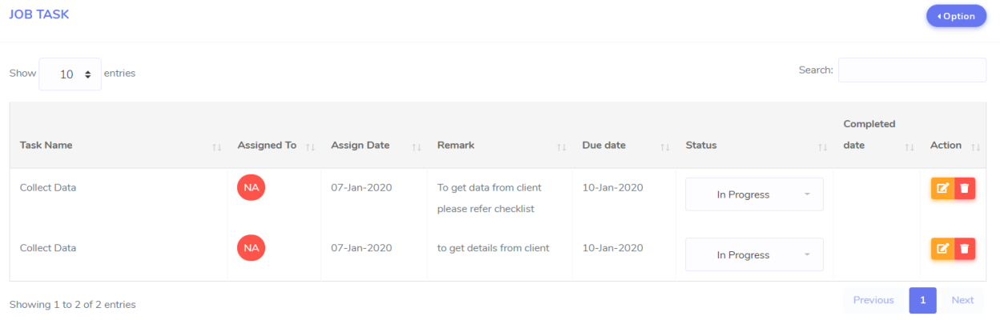 JOB TASK
Option
Show 10 entries
Search:
Task Name Assigned To Assign Date Remark Due date Status Completed date Action
Collect Data NA 07-Jan-2020 To get data from client 10-Jan-2020 In Progress
please refer checklist
Collect Data NA 07-Jan-2020 to get details from client 10-Jan-2020 In Progress
Showing 1 to 2 of 2 entries
Previous 1 Next